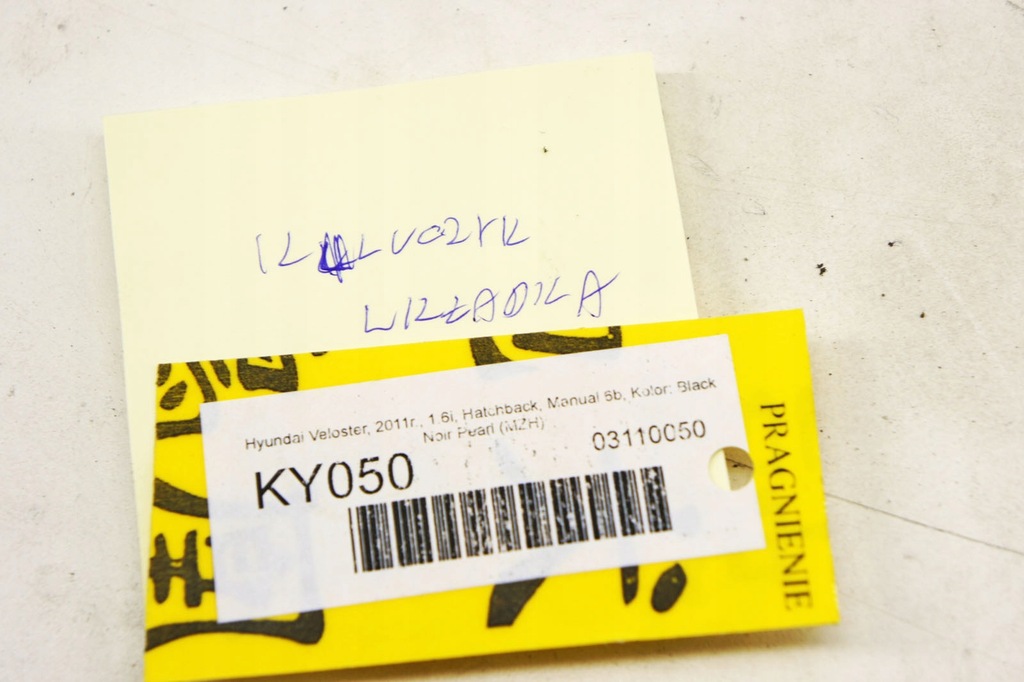 Hyundai Veloster, 2011r., 1.6i, Hatchback, Manual 6b, Kolor: Black
Noir Pearl (MZH)
03110050
KY050
PRAGNIENIE